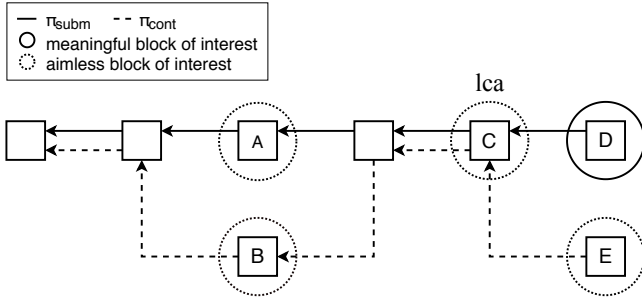 π_subm π_cont
meaningful block of interest
aimless block of interest
lca
A C D
B E